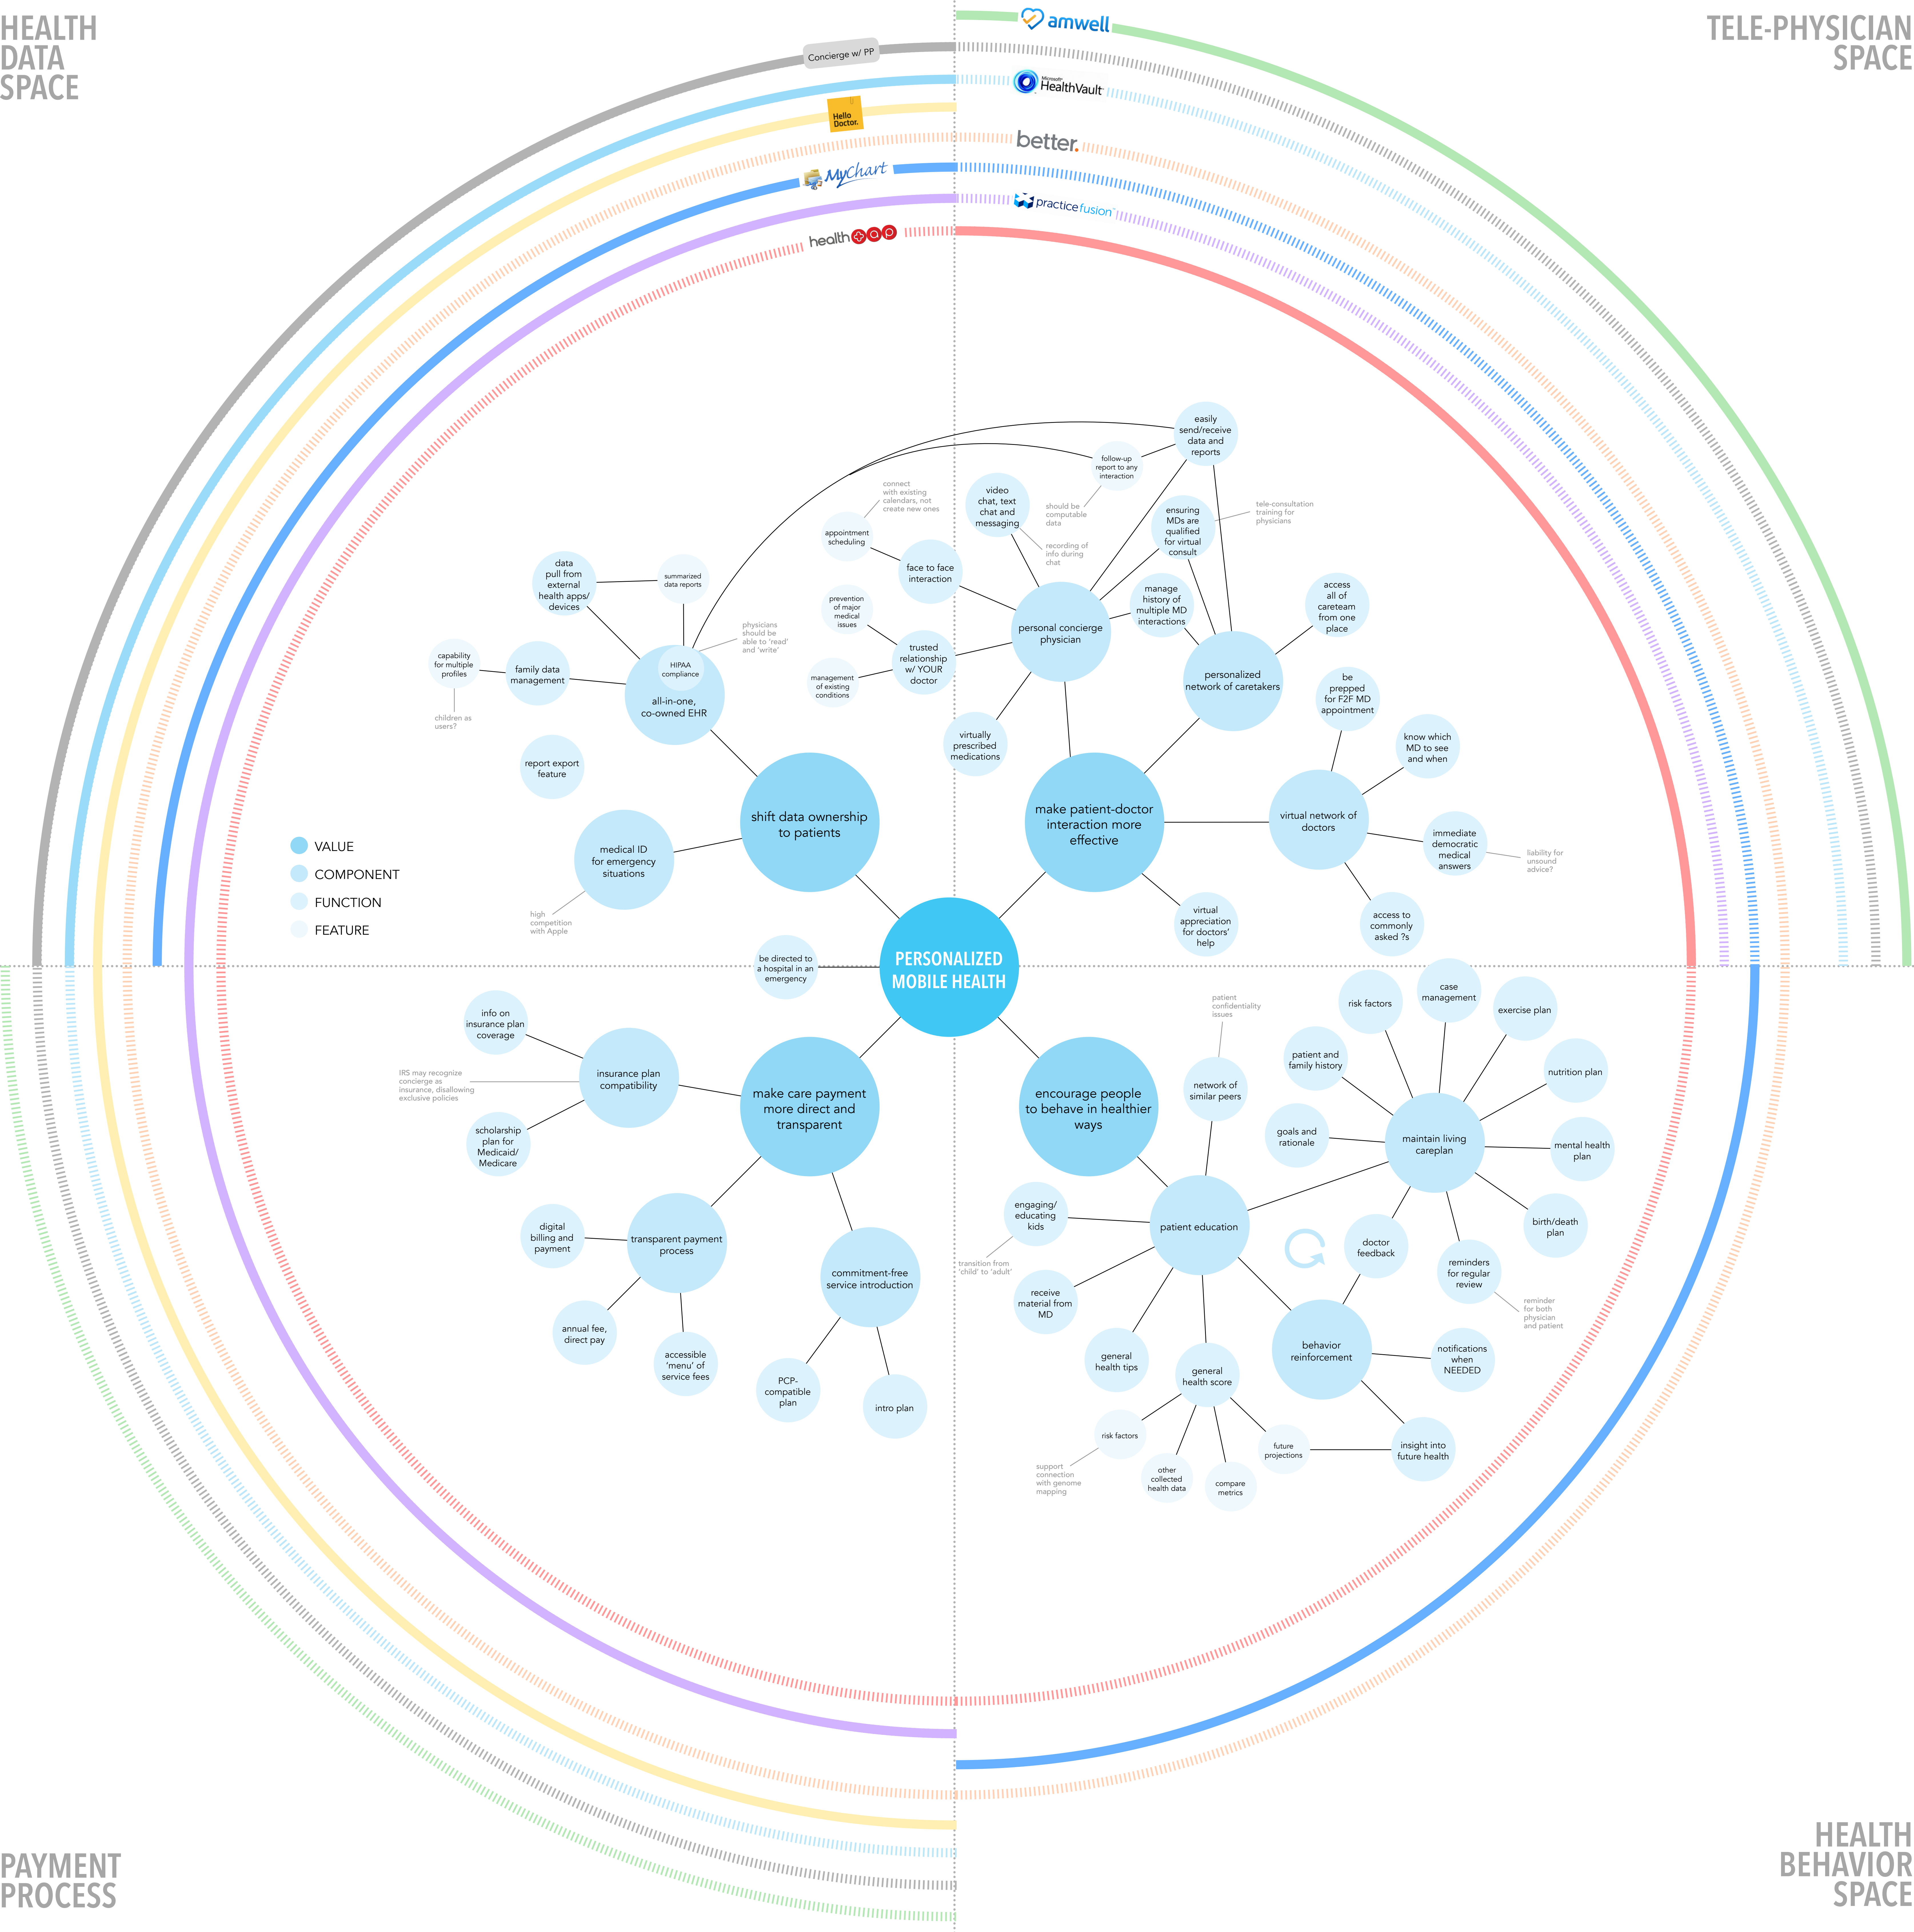 HEALTH
DATA
SPACE
TELE-PHYSICIAN
SPACE
amwell
Concierge w/ PP
Microsoft®
HealthVault
Hello
Doctor.
better.
MyChart
practice fusion
health tap
easily
send/receive
data and
reports
follow-up
report to any
interaction
should be
computable
data
connect
with existing
calendars, not
create new ones
video
chat, text
chat and
messaging
recording of
info during
chat
ensuring
MDs are
qualified
for virtual
consult
tele-consultation
training for
physicians
appointment
scheduling
face to face
interaction
data
pull from
external
health apps/
devices
summarized
data reports
prevention
of major
medical
issues
manage
history of
multiple MD
interactions
access
all of
careteam
from one
place
personal concierge
physician
physicians
should be
able to ‘read’
and ‘write’
trusted
relationship
w/ YOUR
doctor
management
of existing
conditions
capability
for multiple
profiles
family data
management
HIPAA
compliance
all-in-one,
co-owned EHR
children as
users?
personalized
network of caretakers
be
prepped
for F2F MD
appointment
virtually
prescribed
medications
know which
MD to see
and when
report export
feature
shift data ownership
to patients
make patient-doctor
interaction more
effective
virtual network of
doctors
immediate
democratic
medical
answers
liability for
unsound
advice?
VALUE
COMPONENT
FUNCTION
FEATURE
medical ID
for emergency
situations
high
competition
with Apple
virtual
appreciation
for doctors’
help
access to
commonly
asked ?s
be directed to
a hospital in an
emergency
PERSONALIZED
MOBILE HEALTH
info on
insurance plan
coverage
insurance plan
compatibility
IRS may recognize
concierge as
insurance, disallowing
exclusive policies
scholarship
plan for
Medicaid/
Medicare
make care payment
more direct and
transparent
encourage people
to behave in healthier
ways
patient
confidentiality
issues
network of
similar peers
risk factors
case
management
exercise plan
patient and
family history
nutrition plan
goals and
rationale
maintain living
careplan
mental health
plan
birth/death
plan
engaging/
educating
kids
patient education
transition from
‘child’ to ‘adult’
doctor
feedback
reminders
for regular
review
reminder
for both
physician
and patient
digital
billing and
payment
transparent payment
process
commitment-free
service introduction
annual fee,
direct pay
accessible
‘menu’ of
service fees
PCP-
compatible
plan
intro plan
receive
material from
MD
general
health tips
general
health score
behavior
reinforcement
notifications
when
NEEDED
risk factors
support
connection
with genome
mapping
other
collected
health data
compare
metrics
future
projections
insight into
future health
PAYMENT
PROCESS
HEALTH
BEHAVIOR
SPACE